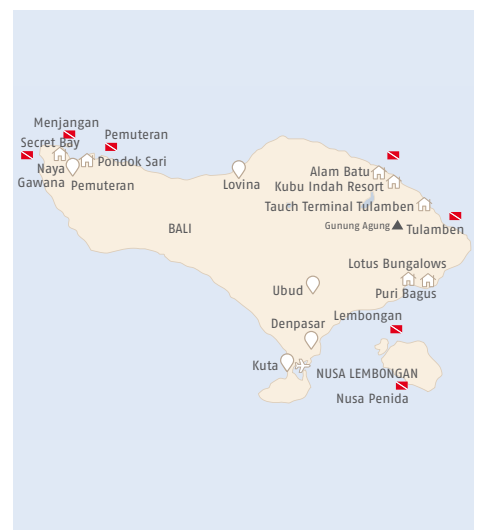 Menjangan
Pemuteran
Secret Bay
Pondok Sari
Naya
Gawana
Pemuteran
Lovina
Alam Batu
Kubu Indah Resort
Tauch Terminal Tulamben
Gunung Agung
Tulamben
BALI
Lotus Bungalows
Ubud
Puri Bagus
Lembongan
Denpasar
Kuta
NUSA LEMBONGAN
Nusa Penida